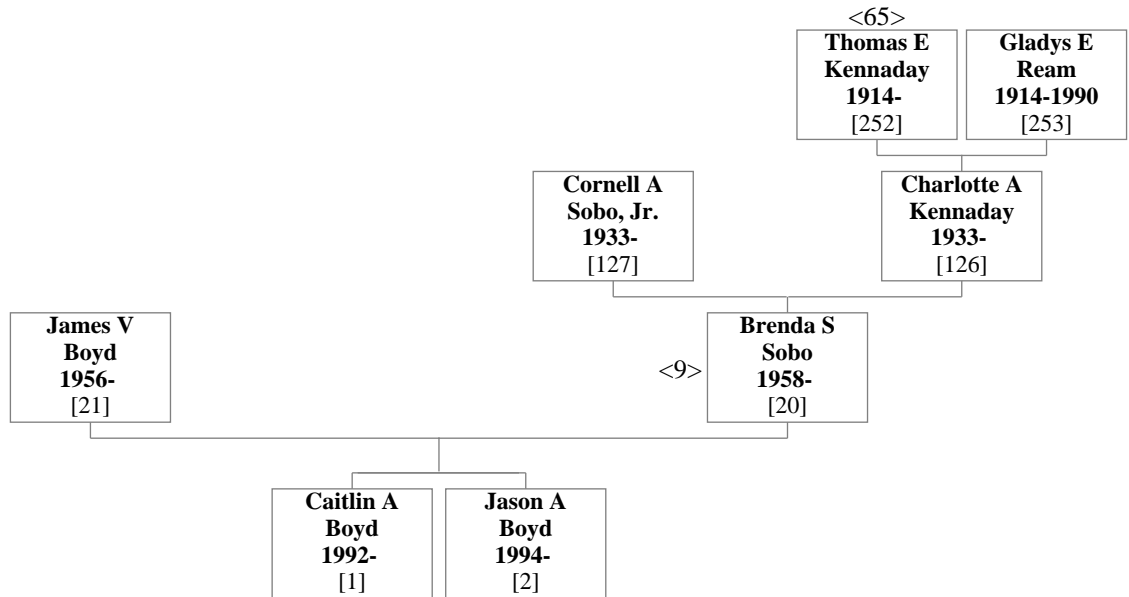 <65>
Thomas E
Kennaday
1914-
[252]
Gladys E
Ream
1914-1990
[253]
Cornell A
Sobo, Jr.
1933-
[127]
Charlotte A
Kennaday
1933-
[126]
James V
Boyd
1956-
[21]
<9>
Brenda S
Sobo
1958-
[20]
Caitlin A
Boyd
1992-
[1]
Jason A
Boyd
1994-
[2]